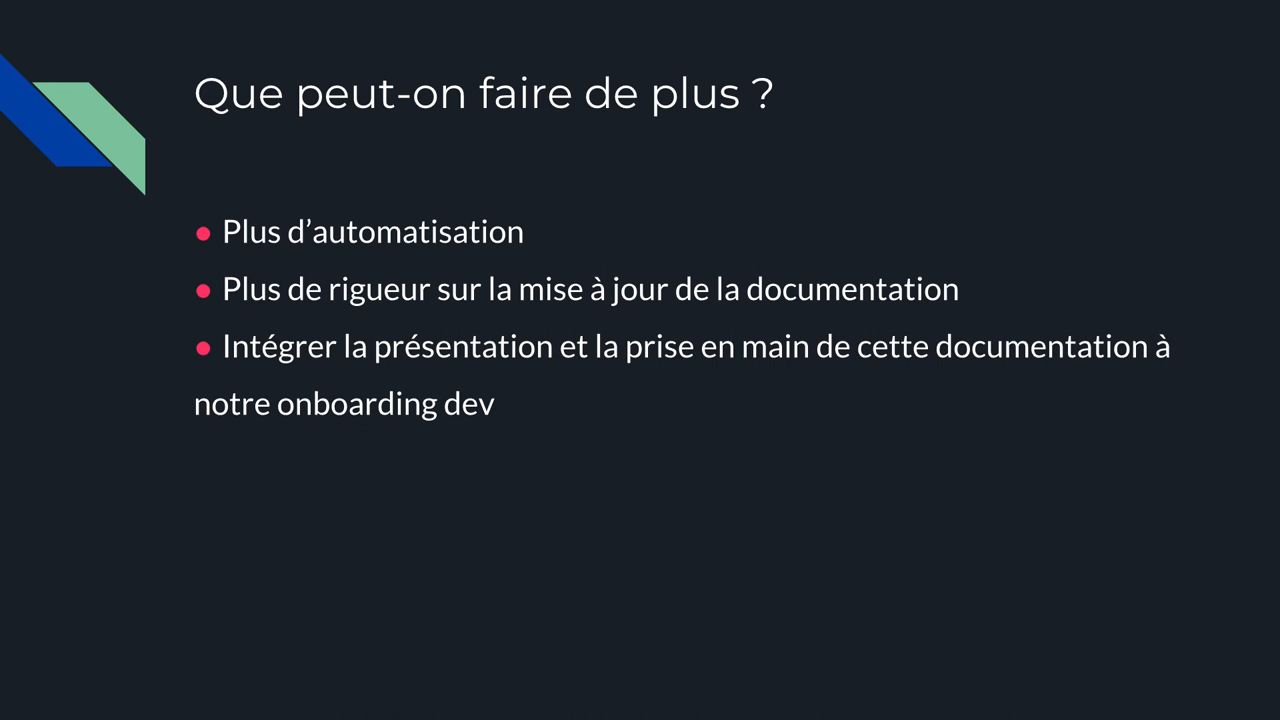 Que peut-on faire de plus ?
● Plus d’automatisation
● Plus de rigueur sur la mise à jour de la documentation
● Intégrer la présentation et la prise en main de cette documentation à
notre onboarding dev